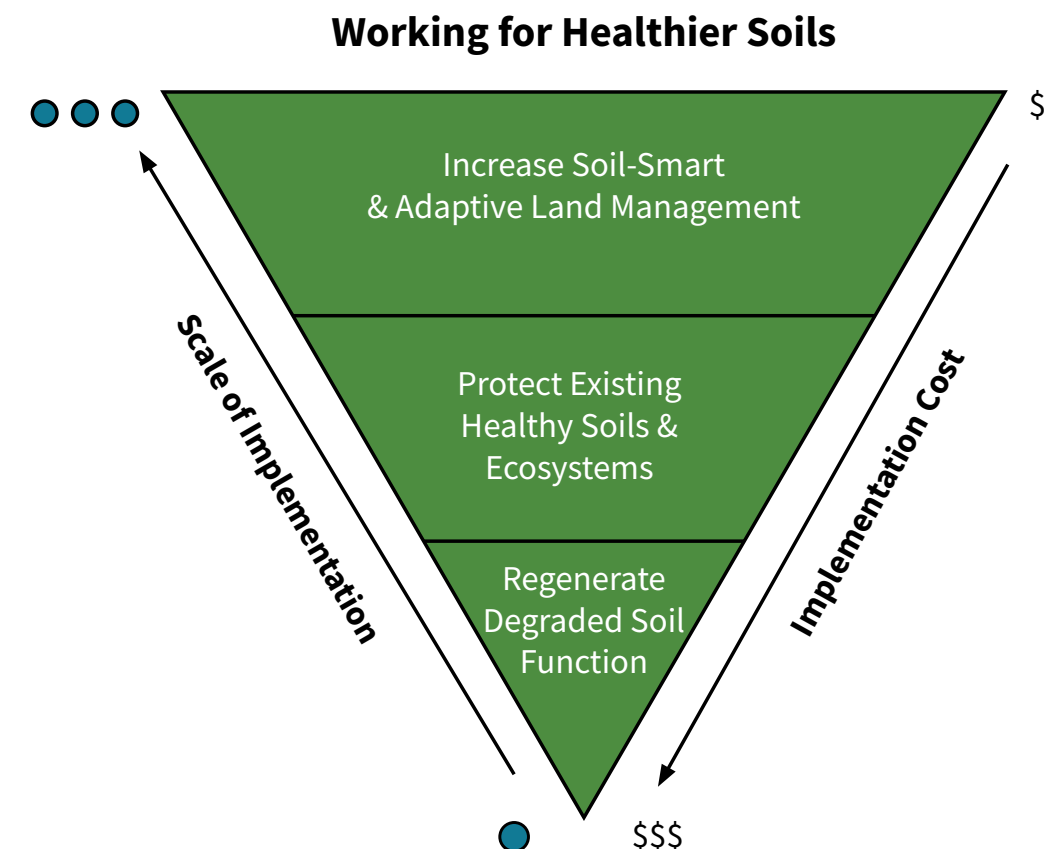 Working for Healthier Soils
$
Increase Soil-Smart
& Adaptive Land Management
Scale of Implementation
Protect Existing
Healthy Soils &
Ecosystems
Implementation Cost
Regenerate
Degraded Soil
Function
$$$